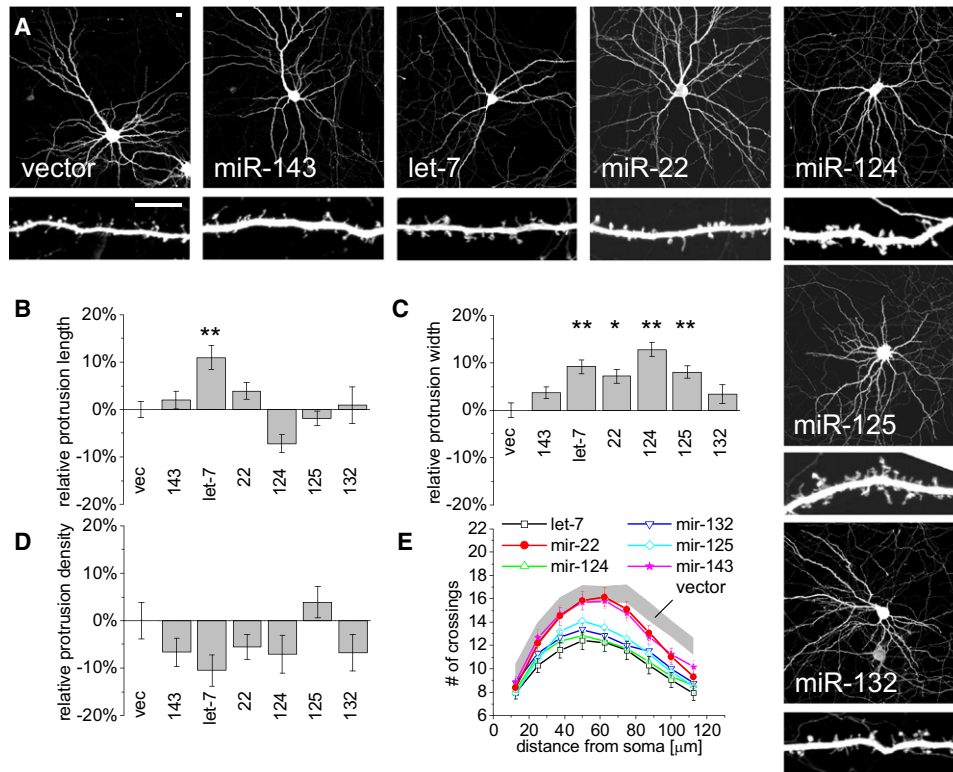 A
vector
miR-143
let-7
miR-22
miR-124
miR-125
miR-132
B
relative protrusion length
20%
10%
0%
-10%
-20%
**
vec
143
let-7
22
124
125
132
C
relative protrusion width
20%
10%
0%
-10%
-20%
** * ** **
vec
143
let-7
22
124
125
132
D
relative protrusion density
20%
10%
0%
-10%
-20%
vec
143
let-7
22
124
125
132
E
let-7
mir-22
mir-124
mir-132
mir-125
mir-143
vector
# of crossings
22
20
18
16
14
12
10
8
6
0 20 40 60 80 100 120
distance from soma [µm]